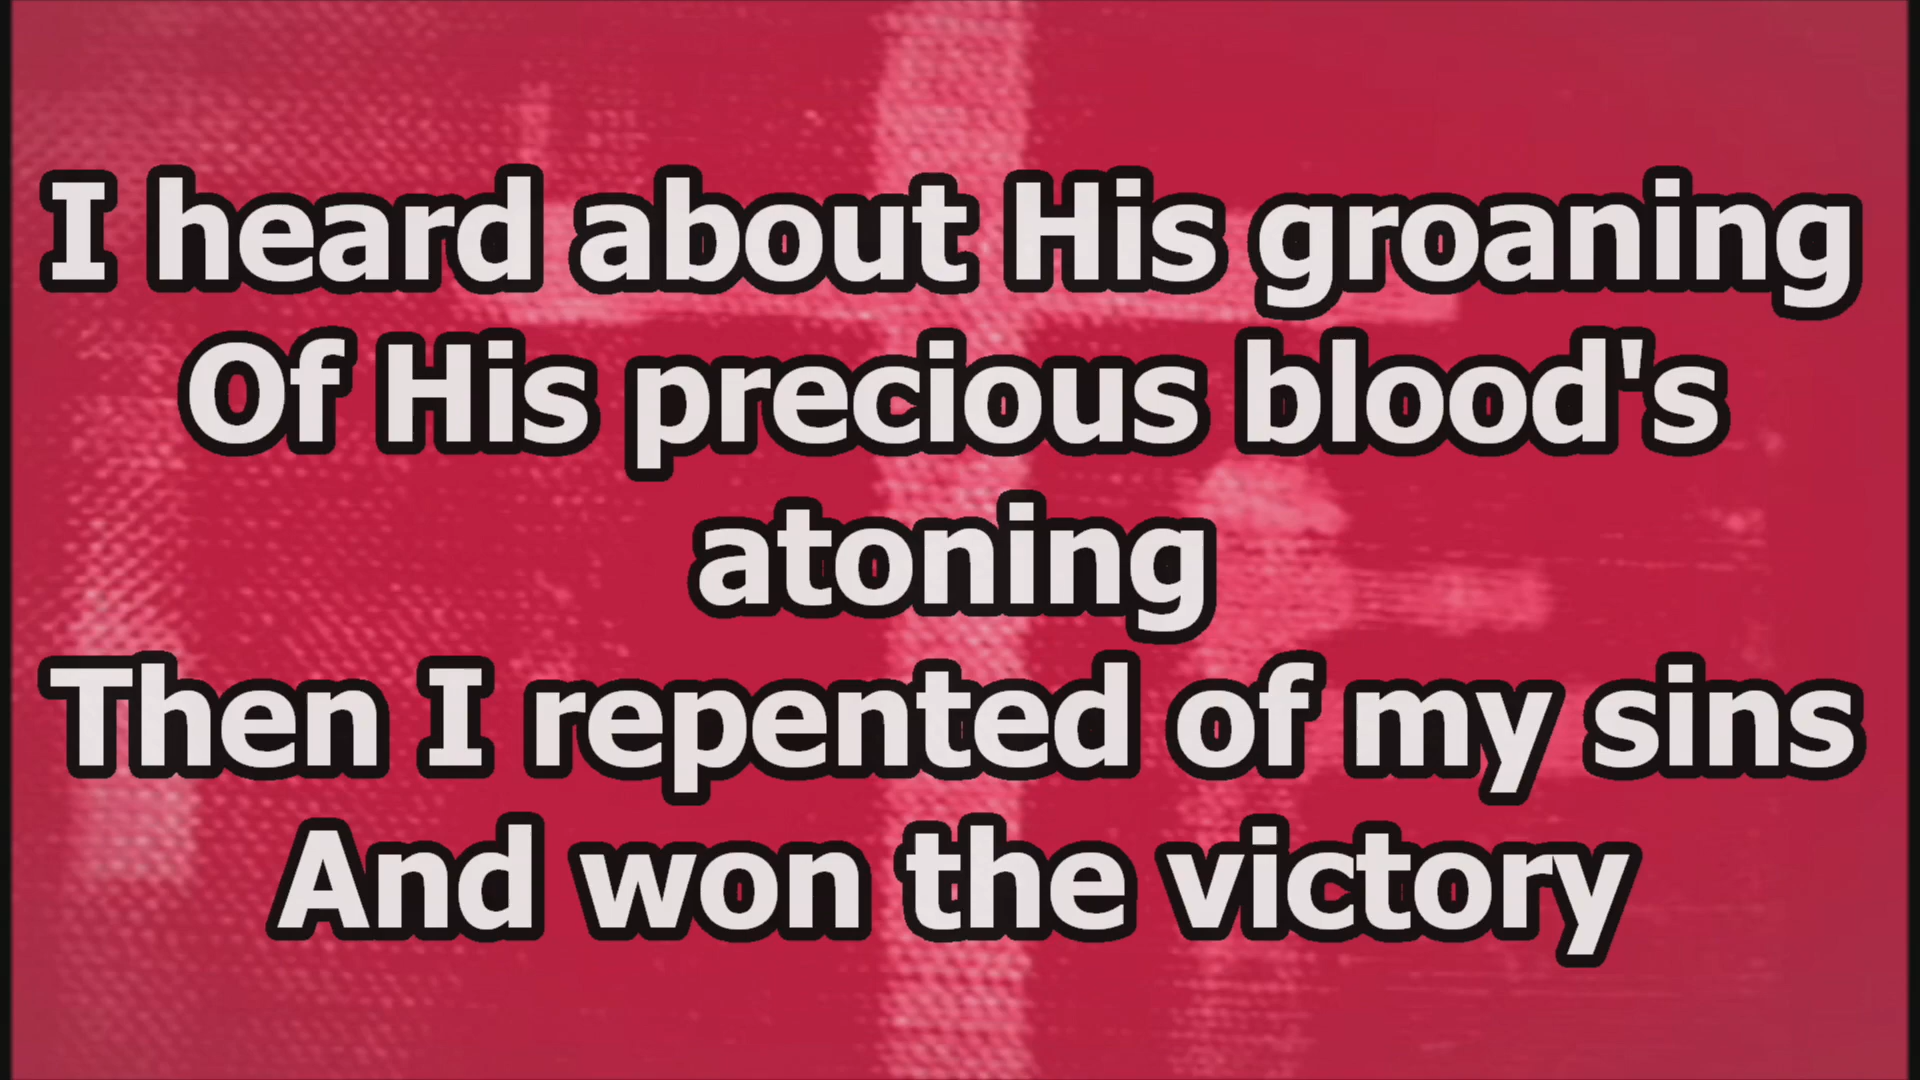 I heard about His groaning
Of His precious blood's
atoning
Then I repented of my sins
And won the victory